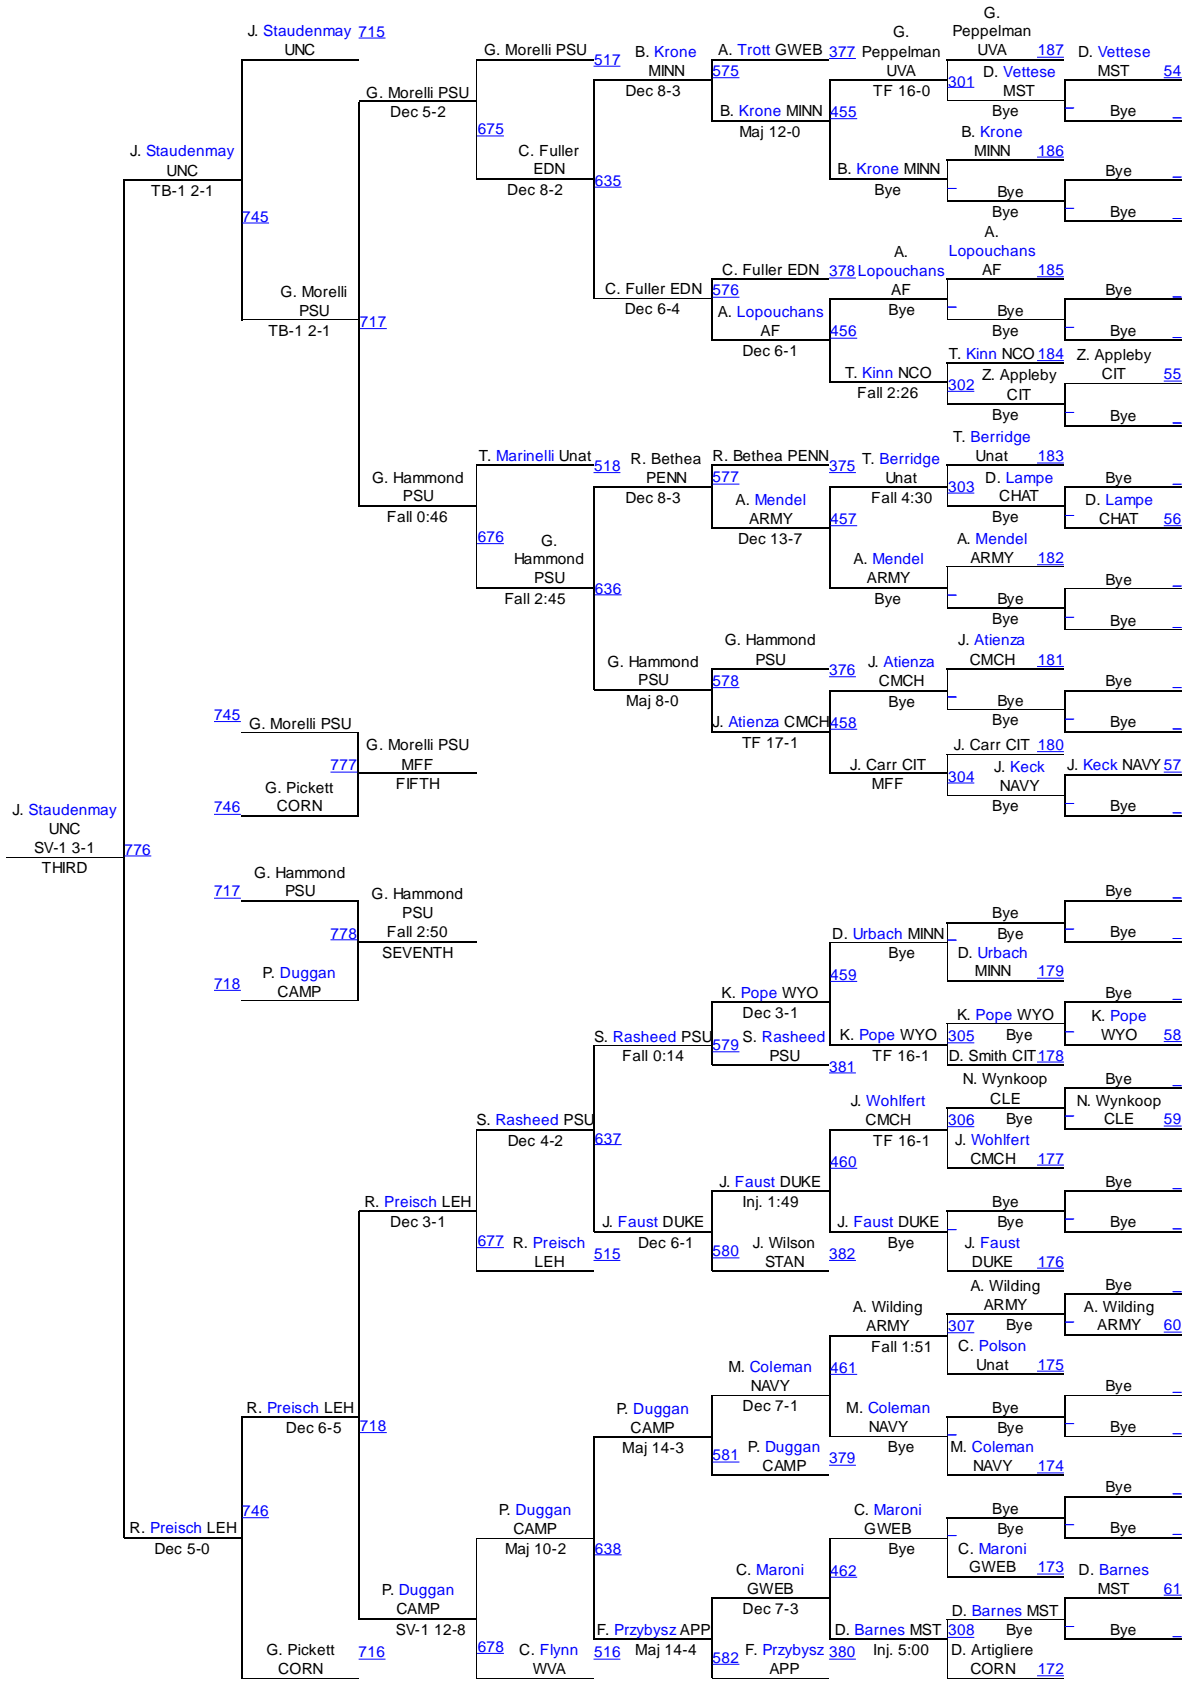 G.
J. Staudenmay 715
UNC
G. Morelli PSU 517
B. Krone
MINN
Dec 8-3
A. Trott GWEB 377
575
G.
Peppelman
UVA
TF 16-0
Peppelman
UVA 187
301 D. Vettese
MST
Bye
D. Vettese
MST 54
Bye
G. Morelli PSU
Dec 5-2
B. Krone MINN 455
Maj 12-0
675
C. Fuller
EDN
Dec 8-2
635
B. Krone
MINN 186
J. Staudenmay
UNC
TB-1 2-1
B. Krone MINN
Bye
Bye
Bye
Bye
Bye
745
A.
Lopouchans
AF 185
A.
Lopouchans
AF
Bye
C. Fuller EDN 378
576
C. Fuller EDN
Dec 6-4
G. Morelli
PSU
TB-1 2-1
717
A. Lopouchans
AF
Dec 6-1
456
Bye
Bye
Bye
Bye
T. Kinn NCO 184
302 Z. Appleby
CIT
Bye
Z. Appleby
CIT 55
Bye
T. Kinn NCO
Fall 2:26
T. Berridge
Unat 183
303 D. Lampe
CHAT
Bye
Bye
D. Lampe
CHAT 56
T. Marinelli Unat 518
R. Bethea
PENN
Dec 8-3
R. Bethea PENN 375
577
T. Berridge
Unat
Fall 4:30
G. Hammond
PSU
Fall 0:46
A. Mendel
ARMY
Dec 13-7
457
676
G.
Hammond
PSU
Fall 2:45
636
A. Mendel
ARMY
Bye
A. Mendel
ARMY 182
Bye
Bye
Bye
Bye
G. Hammond
PSU
Maj 8-0
G. Hammond
PSU 376
578
J. Atienza
CMCH
Bye
J. Atienza
CMCH 181
Bye
Bye
Bye
Bye
745 G. Morelli PSU
777
G. Morelli PSU
MFF
FIFTH
J. Atienza CMCH 458
TF 17-1
J. Carr CIT
MFF
J. Carr CIT 180
304 J. Keck
NAVY
Bye
J. Keck NAVY 57
Bye
746 G. Pickett
CORN
J. Staudenmay
UNC
SV-1 3-1
THIRD
776
717 G. Hammond
PSU
778
G. Hammond
PSU
Fall 2:50
SEVENTH
718 P. Duggan
CAMP
D. Urbach MINN
Bye
Bye
Bye
D. Urbach
MINN 179
Bye
Bye
459
K. Pope WYO
Dec 3-1
S. Rasheed PSU
Fall 0:14
579 S. Rasheed
PSU 381
K. Pope WYO
TF 16-1
K. Pope WYO
305 Bye
D. Smith CIT 178
Bye
K. Pope
WYO 58
N. Wynkoop
CLE
306 Bye
J. Wohlfert
CMCH 177
Bye
N. Wynkoop
CLE 59
J. Wohlfert
CMCH
TF 16-1
S. Rasheed PSU
Dec 4-2
637
460
J. Faust DUKE
Inj. 1:49
R. Preisch LEH
Dec 3-1
J. Faust DUKE
Dec 6-1
J. Faust DUKE
Bye
Bye
Bye
J. Faust
DUKE 176
Bye
Bye
677 R. Preisch
LEH 515
580 J. Wilson
STAN 382
A. Wilding
ARMY
Fall 1:51
A. Wilding
ARMY
307 Bye
C. Polson
Unat 175
Bye
A. Wilding
ARMY 60
M. Coleman
NAVY
Dec 7-1
461
R. Preisch LEH
Dec 6-5
718
P. Duggan
CAMP
Maj 14-3
581 P. Duggan
CAMP 379
M. Coleman
NAVY
Bye
Bye
Bye
M. Coleman
NAVY 174
Bye
Bye
746
R. Preisch LEH
Dec 5-0
P. Duggan
CAMP
Maj 10-2
638
C. Maroni
GWEB
Bye
Bye
Bye
C. Maroni
GWEB 173
Bye
Bye
C. Maroni
GWEB
Dec 7-3
462
P. Duggan
CAMP
SV-1 12-8
F. Przybysz APP
Maj 14-4
D. Barnes MST
Inj. 5:00
D. Barnes MST
308 Bye
D. Artigliere
CORN 172
D. Barnes
MST 61
Bye
G. Pickett
CORN 716
678 C. Flynn
WVA 516
582 F. Przybysz
APP 380